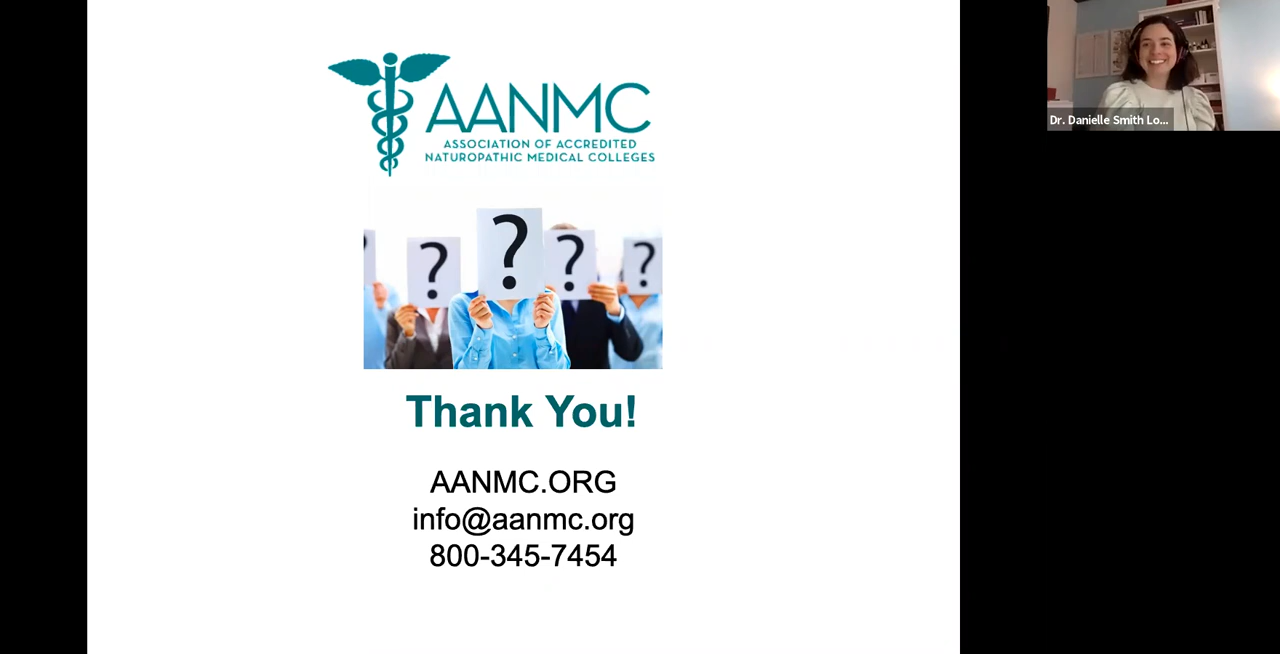 AANMC
ASSOCIATION OF ACCREDITED
NATUROPATHIC MEDICAL COLLEGES
? ? ? ?
Thank You!
AANMC.ORG
info@aanmc.org
800-345-7454
Dr. Danielle Smith Lo...